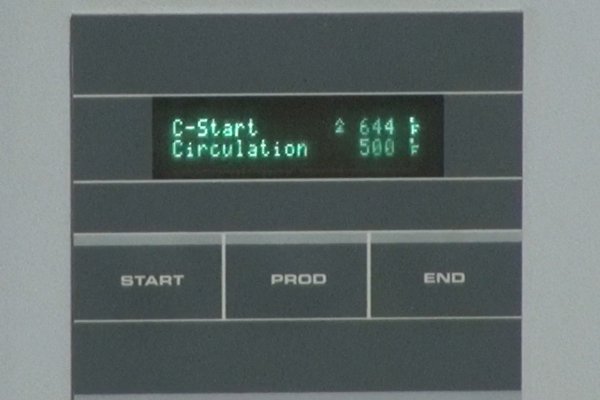 C-Start 644
Circulation 500
START PROD END